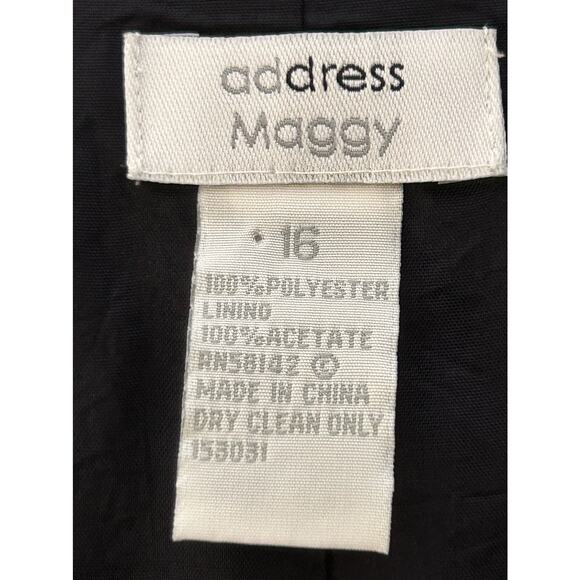 address
Maggy
16
100%POLYESTER
LINING
100%ACETATE
RN58142 ©
MADE IN CHINA
DRY CLEAN ONLY
153031